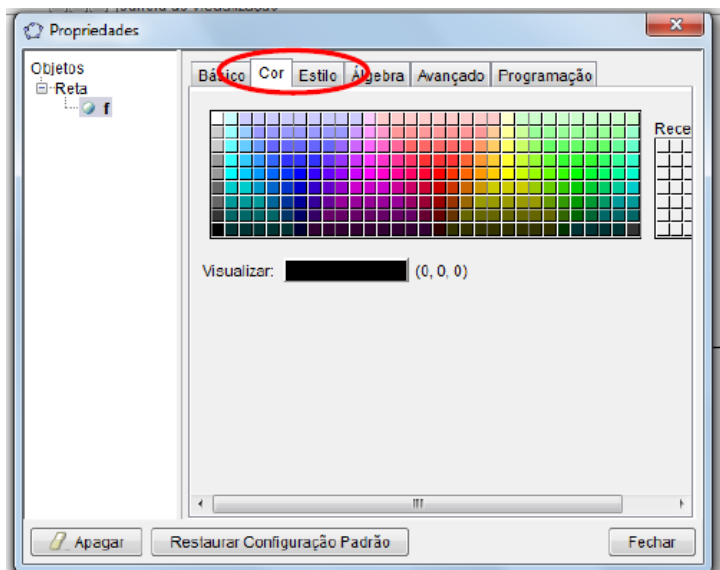 Propriedades
Objetos
Reta
f
Básico Cor Estilo Álgebra Avançado Programação
Rece
Visualizar: (0, 0, 0)
Apagar Restaurar Configuração Padrão Fechar